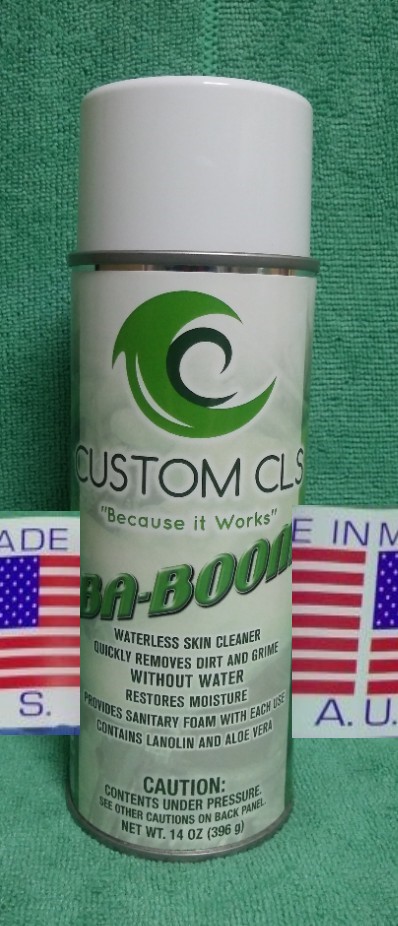 CUSTOM CLS
"Because it Works"
BA-BOOM
WATERLESS SKIN CLEANER
QUICKLY REMOVES DIRT AND GRIME
WITHOUT WATER
RESTORES MOISTURE
PROVIDES SANITARY FOAM WITH EACH USE
CONTAINS LANOLIN AND ALOE VERA
CAUTION:
CONTENTS UNDER PRESSURE.
SEE OTHER CAUTIONS ON BACK PANEL.
NET WT. 14 OZ (396 g)
ADE
S.
E IN M
A. U.